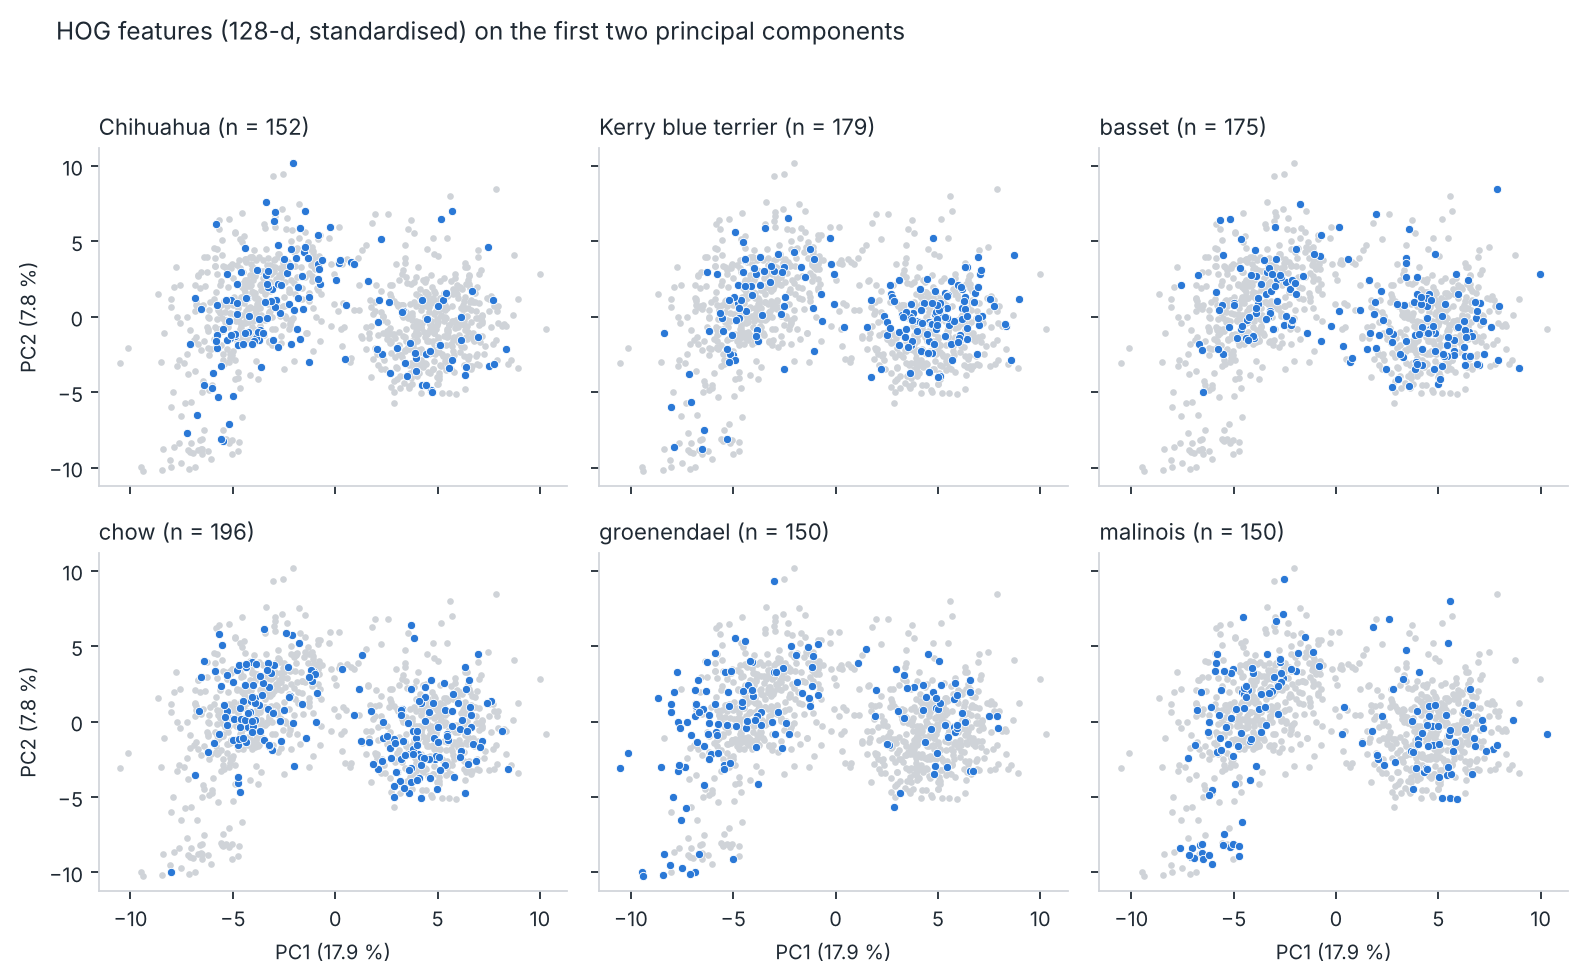 HOG features (128-d, standardised) on the first two principal components
Chihuahua (n = 152)
Kerry blue terrier (n = 179)
basset (n = 175)
10
5
0
−5
−10
PC2 (7.8 %)
chow (n = 196)
groenendael (n = 150)
malinois (n = 150)
10
5
0
−5
−10
PC2 (7.8 %)
−10 −5 0 5 10
−10 −5 0 5 10
−10 −5 0 5 10
PC1 (17.9 %)
PC1 (17.9 %)
PC1 (17.9 %)